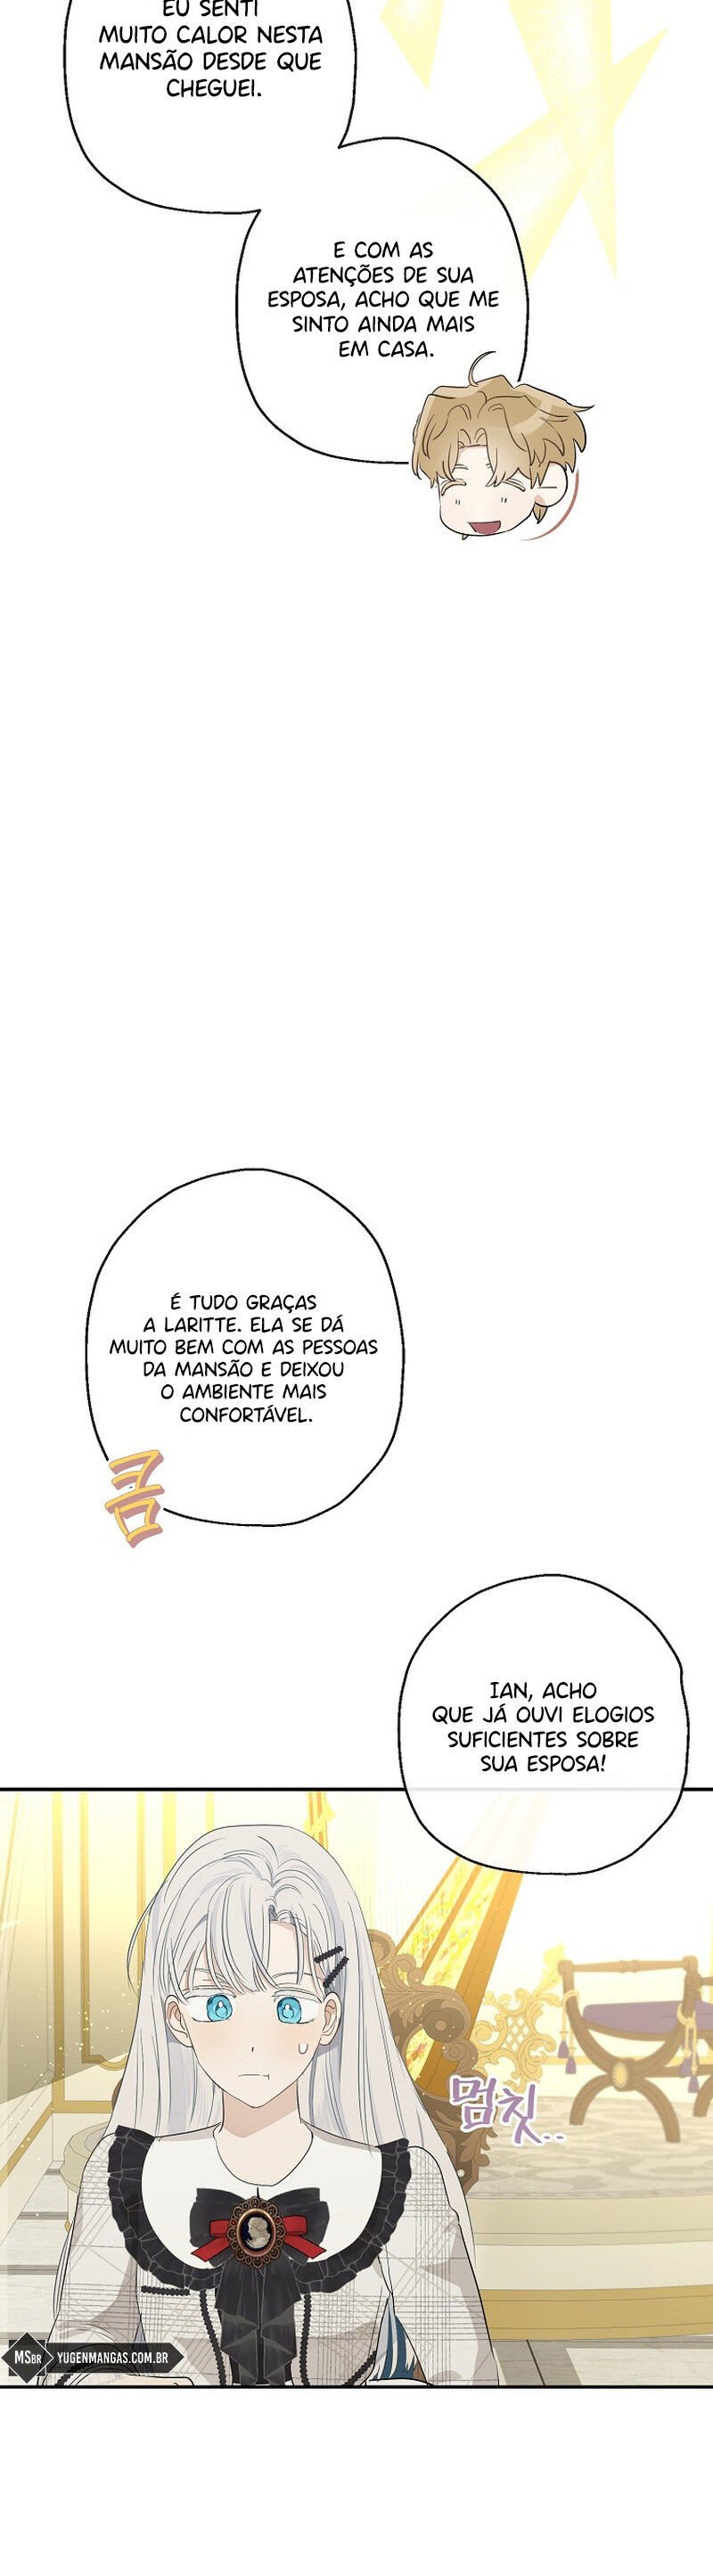 EU SENTI
MUITO CALOR NESTA
MANSÃO DESDE QUE
CHEGUEI.
E COM AS
ATENÇÕES DE SUA
ESPOSA, ACHO QUE ME
SINTO AINDA MAIS
EM CASA.
É TUDO GRAÇAS
A LARITTE. ELA SE DÁ
MUITO BEM COM AS PESSOAS
DA MANSÃO E DEIXOU
O AMBIENTE MAIS
CONFORTÁVEL.
큼
IAN, ACHO
QUE JÁ OUVI ELOGIOS
SUFICIENTES SOBRE
SUA ESPOSA!
멈칫..
MSBR YUGENMANGAS.COM.BR